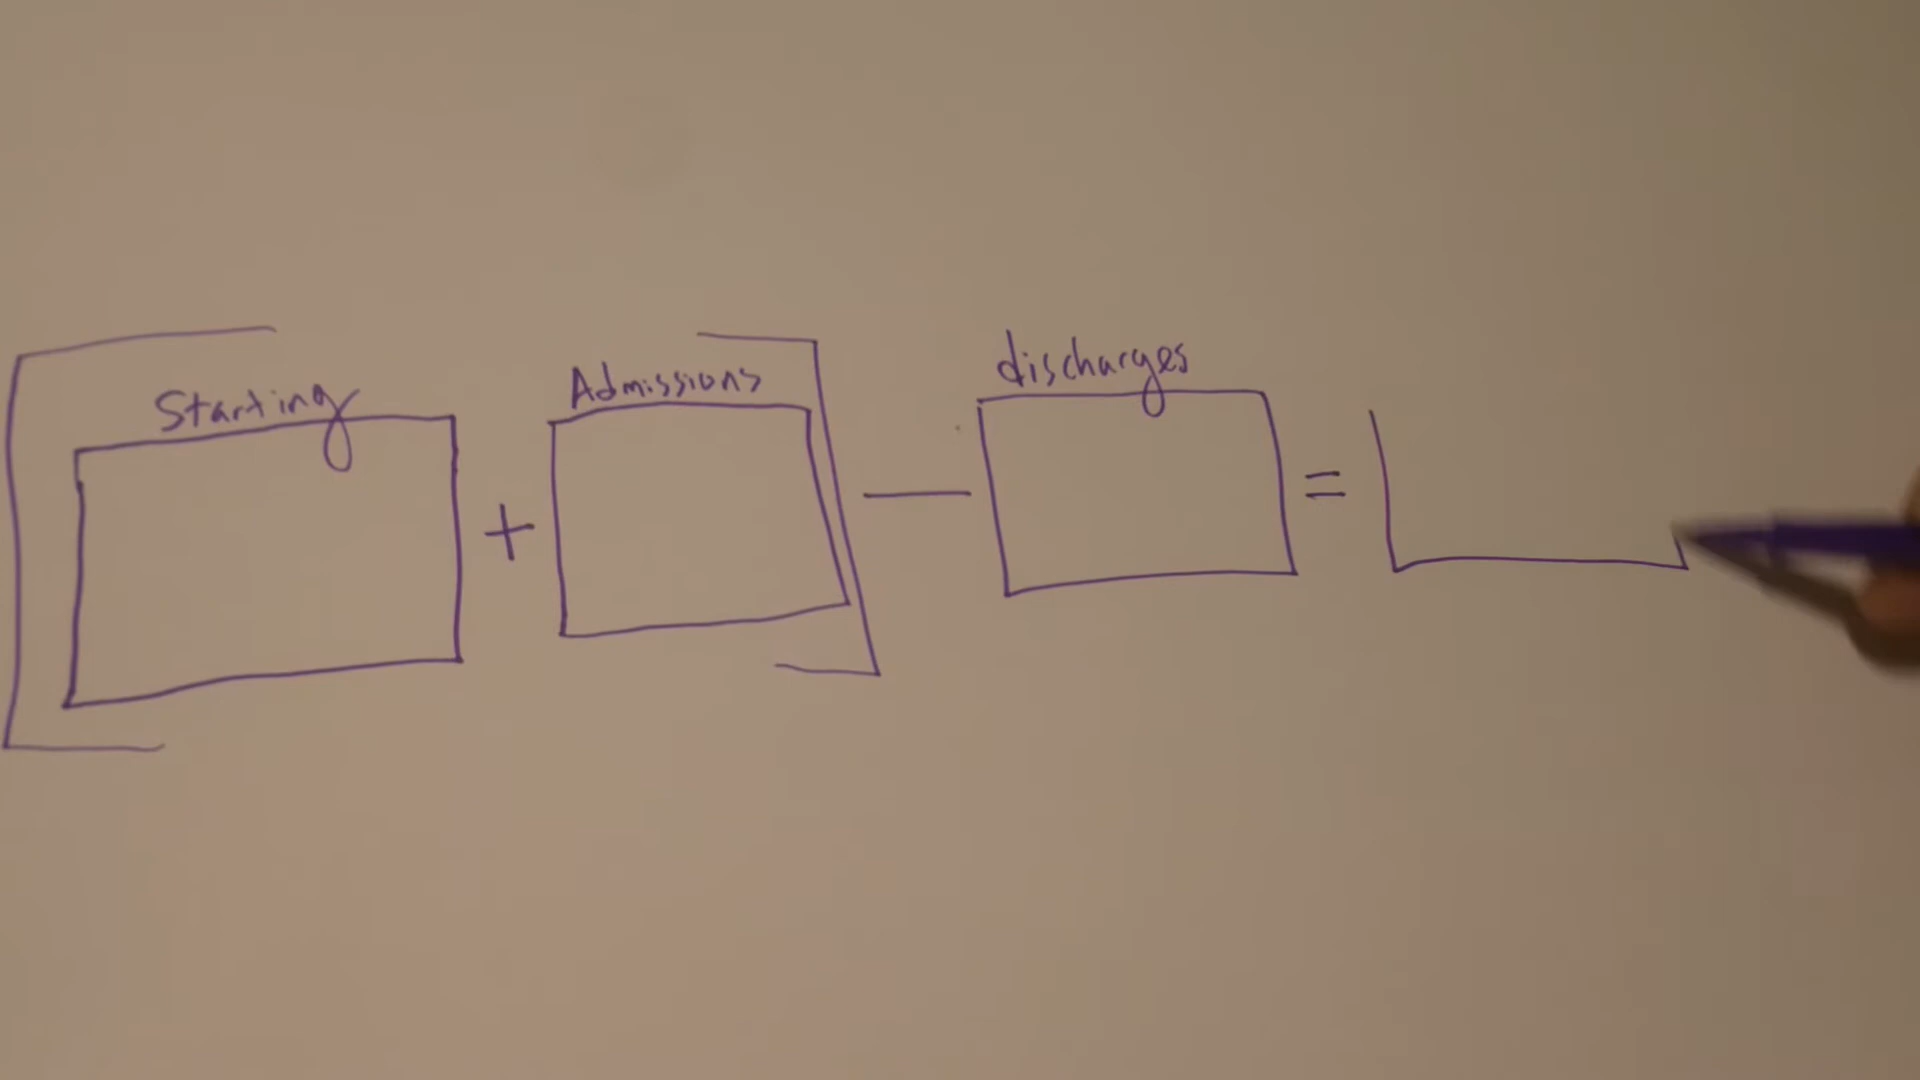 [ Starting + Admissions ] — discharges =